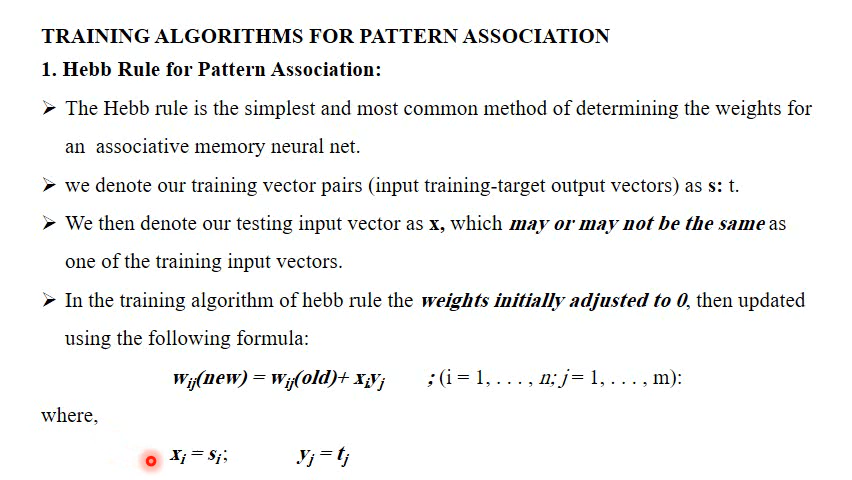 TRAINING ALGORITHMS FOR PATTERN ASSOCIATION
1. Hebb Rule for Pattern Association:
➤ The Hebb rule is the simplest and most common method of determining the weights for
an associative memory neural net.
➤ we denote our training vector pairs (input training-target output vectors) as s: t.
➤ We then denote our testing input vector as x, which may or may not be the same as
one of the training input vectors.
➤ In the training algorithm of hebb rule the weights initially adjusted to 0, then updated
using the following formula:
wᵢⱼ(new) = wᵢⱼ(old)+ xᵢyⱼ ; (i = 1, . . . , n; j = 1, . . . , m):
where,
xᵢ = sᵢ; yⱼ = tⱼ